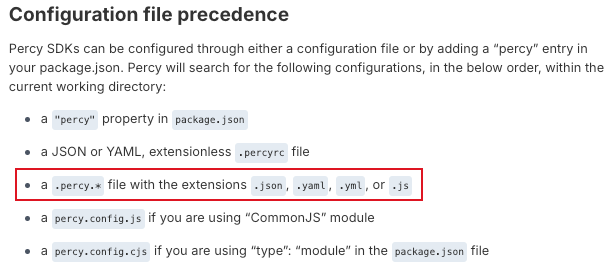 Configuration file precedence
Percy SDKs can be configured through either a configuration file or by adding a “percy” entry in
your package.json. Percy will search for the following configurations, in the below order, within the
current working directory:
• a "percy" property in package.json
• a JSON or YAML, extensionless .percyrc file
• a .percy.* file with the extensions .json, .yaml, .yml, or .js
• a percy.config.js if you are using “CommonJS” module
• a percy.config.cjs if you are using “type”: “module” in the package.json file